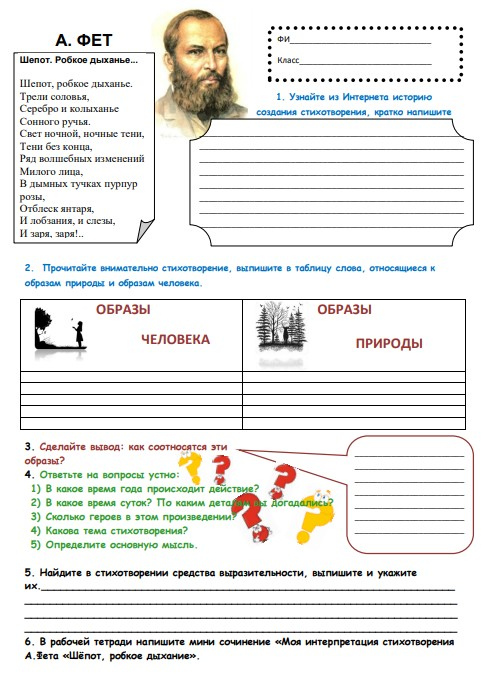 А. ФЕТ
Шепот. Робкое дыханье...
Шепот, робкое дыханье.
Трели соловья,
Серебро и колыханье
Сонного ручья.
Свет ночной, ночные тени,
Тени без конца,
Ряд волшебных изменений
Милого лица,
В дымных тучках пурпур
розы,
Отблеск янтаря,
И лобзания, и слезы,
И заря, заря!..
ФИ
Класс
1. Узнайте из Интернета историю
создания стихотворения, кратко напишите
2. Прочитайте внимательно стихотворение, выпишите в таблицу слова, относящиеся к
образам природы и образам человека.
ОБРАЗЫ
ЧЕЛОВЕКА
ОБРАЗЫ
ПРИРОДЫ
3. Сделайте вывод: как соотносятся эти
образы?
4. Ответьте на вопросы устно:
1) В какое время года происходит действие?
2) В какое время суток? По каким деталям вы догадались?
3) Сколько героев в этом произведении?
4) Какова тема стихотворения?
5) Определите основную мысль.
5. Найдите в стихотворении средства выразительности, выпишите и укажите
их.
6. В рабочей тетради напишите мини сочинение «Моя интерпретация стихотворения
А.Фета «Шёпот, робкое дыхание».